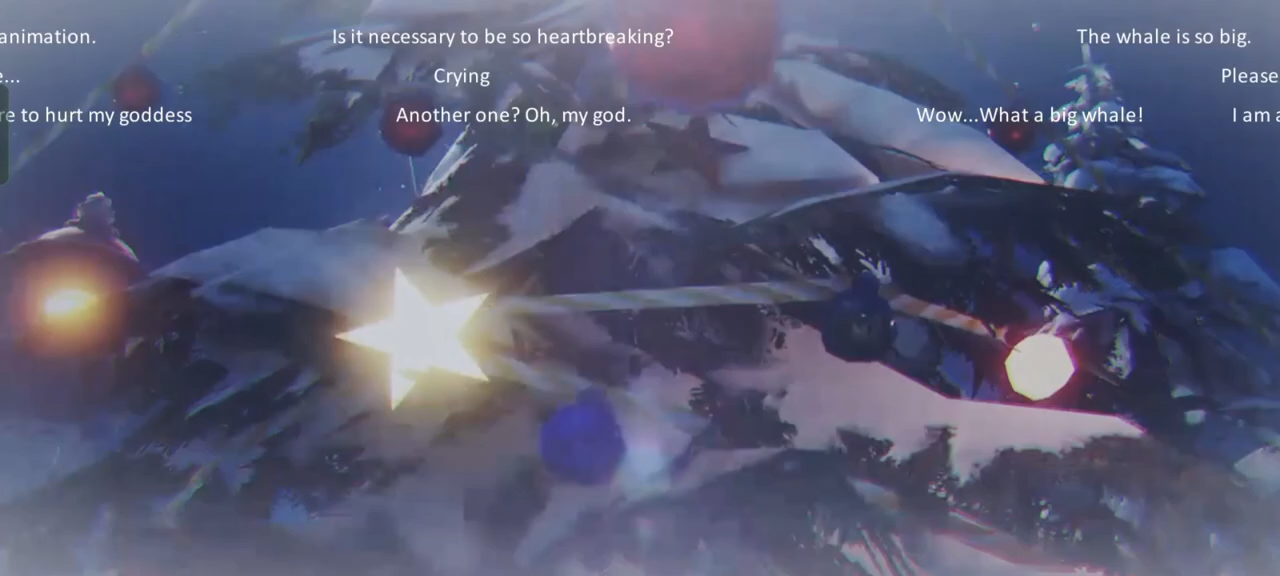 animation. Is it necessary to be so heartbreaking? The whale is so big.
e... Crying Please
re to hurt my goddess Another one? Oh, my god. Wow...What a big whale! I am a